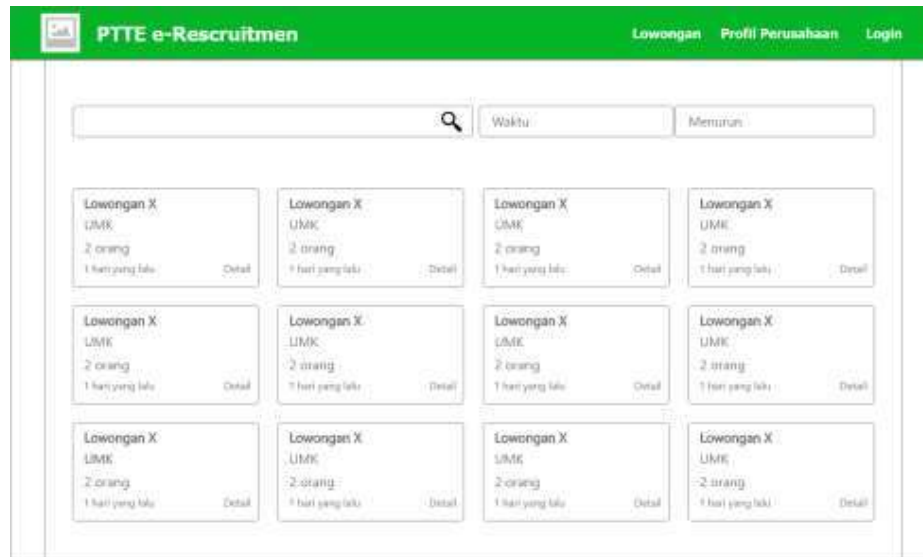 PTTE e-Rescruitmen
Lowongan Profil Perusahaan Login
Waktu Menurun
Lowongan X Lowongan X Lowongan X Lowongan X
UMK UMK UMK UMK
2 orang 2 orang 2 orang 2 orang
1 hari yang lalu Detail 1 hari yang lalu Detail 1 hari yang lalu Detail 1 hari yang lalu Detail
Lowongan X Lowongan X Lowongan X Lowongan X
UMK UMK UMK UMK
2 orang 2 orang 2 orang 2 orang
1 hari yang lalu Detail 1 hari yang lalu Detail 1 hari yang lalu Detail 1 hari yang lalu Detail
Lowongan X Lowongan X Lowongan X Lowongan X
UMK UMK UMK UMK
2 orang 2 orang 2 orang 2 orang
1 hari yang lalu Detail 1 hari yang lalu Detail 1 hari yang lalu Detail 1 hari yang lalu Detail